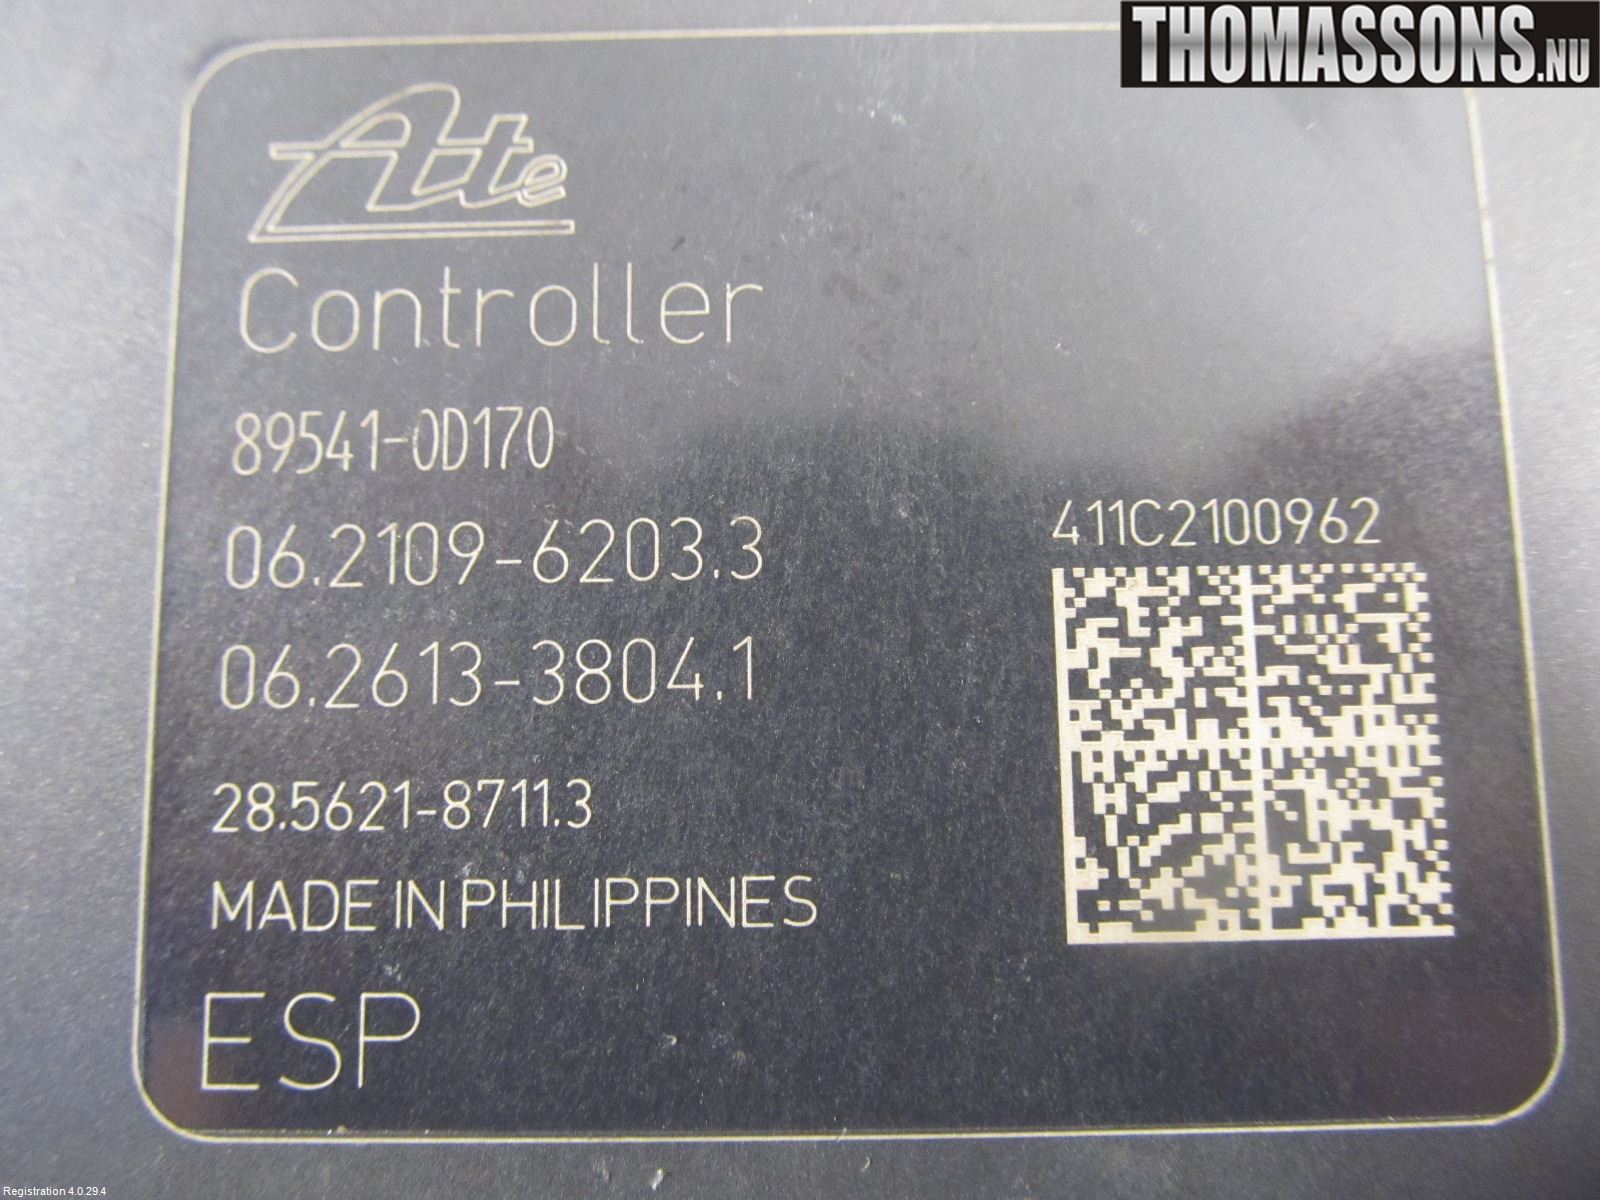 THOMASSONS.NU
Ate
Controller
89541-0D170
06.2109-6203.3
411C2100962
06.2613-3804.1
28.5621-8711.3
MADE IN PHILIPPINES
ESP
Registration 4.0.29.4